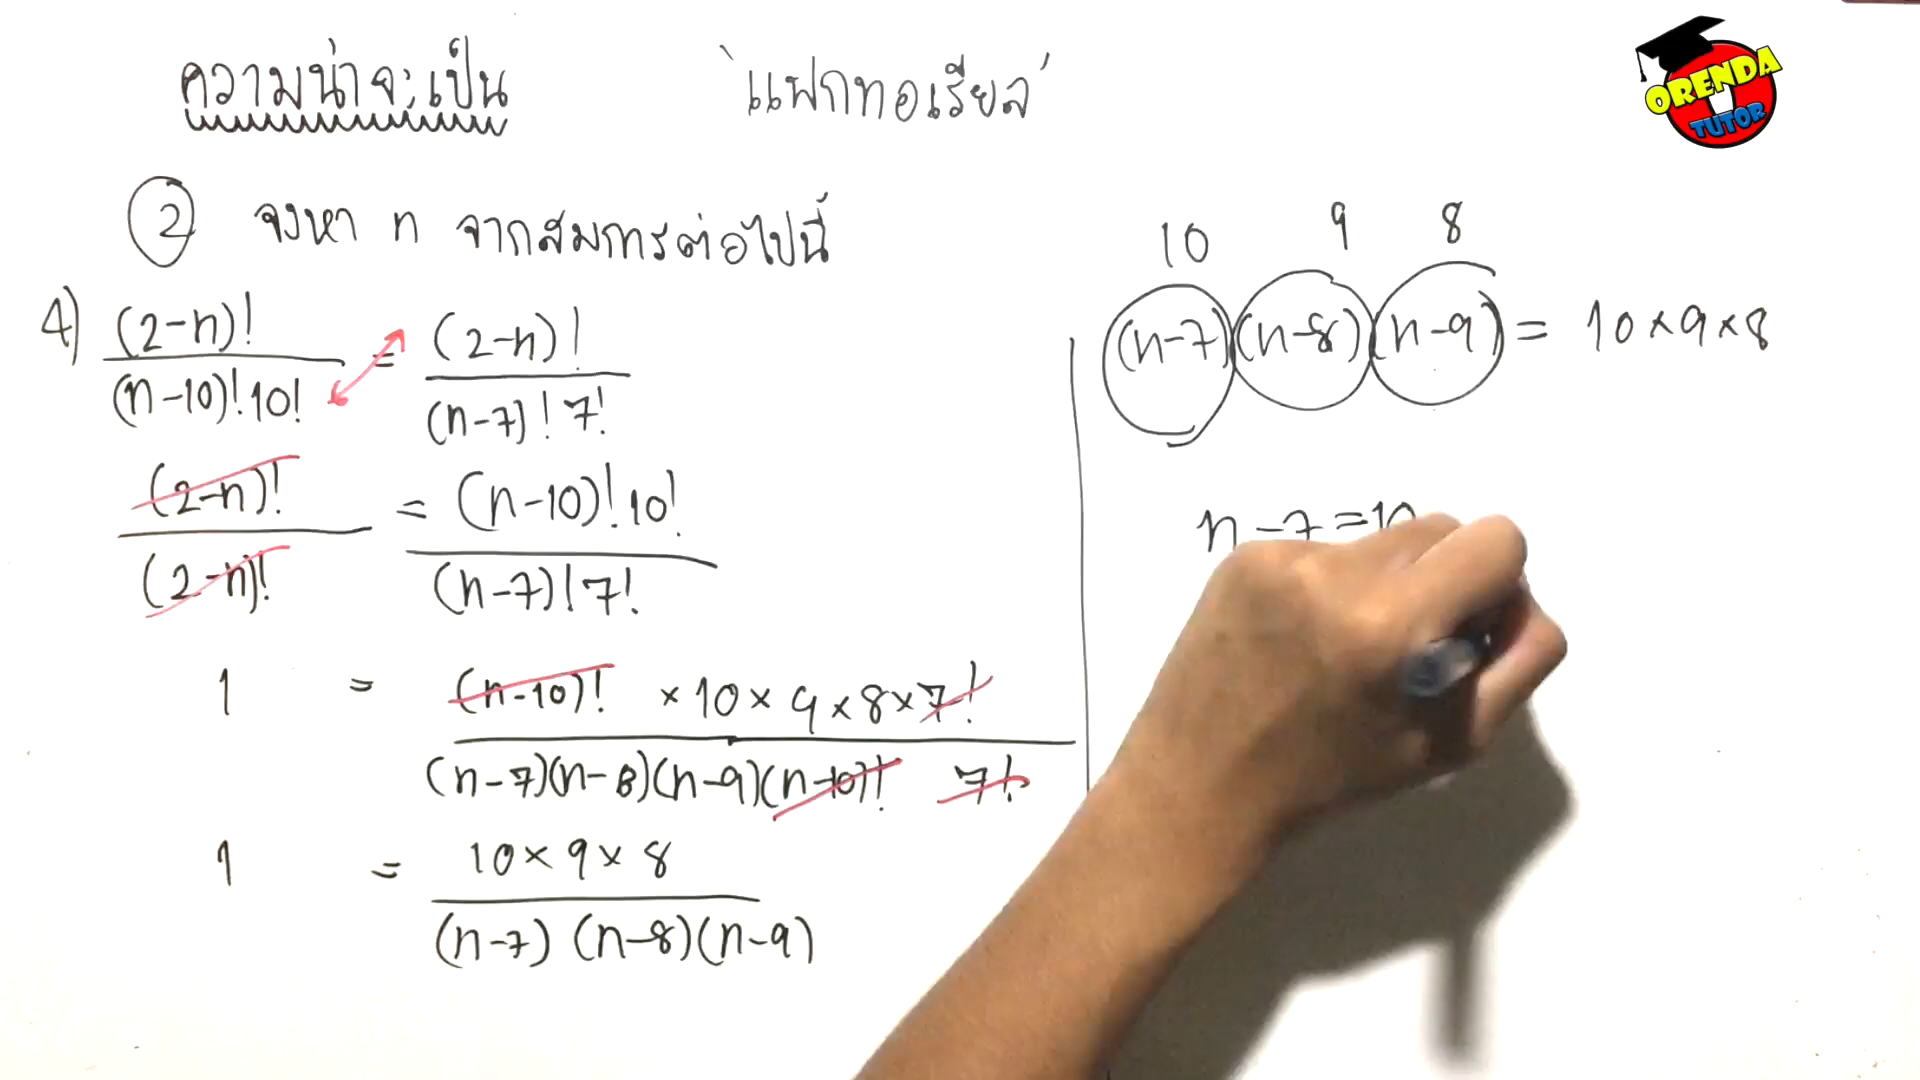 ความน่าจะเป็น
'แฟกทอเรียล'
ORENDA
TUTOR
2 จงหา n จากสมการต่อไปนี้
4) (2-n)! / (n-10)! 10! = (2-n)! / (n-7)! 7!
(2-n)! / (2-n)! = (n-10)! 10! / (n-7)! 7!
1 = (n-10)! × 10 × 9 × 8 × 7! / (n-7)(n-8)(n-9)(n-10)! 7!
1 = 10 × 9 × 8 / (n-7) (n-8)(n-9)
10 9 8
(n-7)(n-8)(n-9) = 10×9×8
n-7 = 10